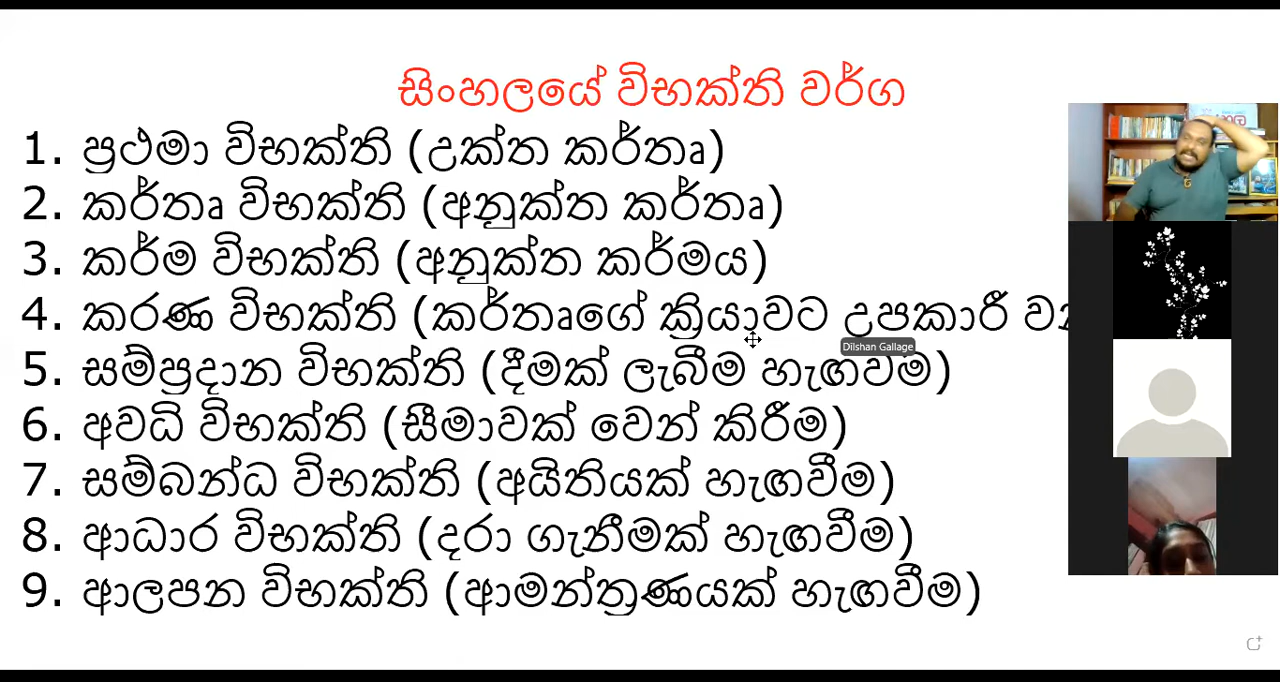 සිංහලයේ විභක්ති වර්ග
1. ප්‍රථමා විභක්ති (උක්ත කර්තෘ)
2. කර්තෘ විභක්ති (අනුක්ත කර්තෘ)
3. කර්ම විභක්ති (අනුක්ත කර්මය)
4. කරණ විභක්ති (කර්තෘගේ ක්‍රියාවට උපකාරී
Dilshan Gallage
5. සම්ප්‍රදාන විභක්ති (දීමක් ලැබීම හැඟවීම)
6. අවධි විභක්ති (සීමාවක් වෙන් කිරීම)
7. සම්බන්ධ විභක්ති (අයිතියක් හැඟවීම)
8. ආධාර විභක්ති (දරා ගැනීමක් හැඟවීම)
9. ආලපන විභක්ති (ආමන්ත්‍රණයක් හැඟවීම)